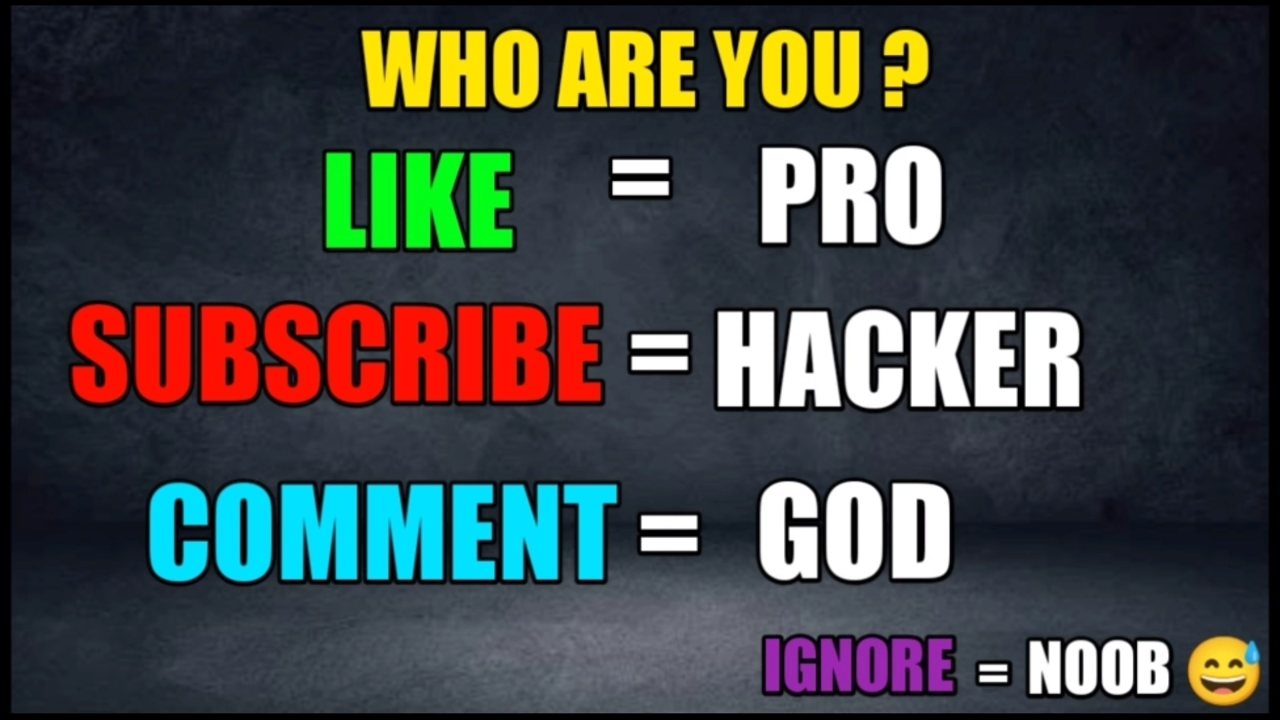 WHO ARE YOU ?
LIKE = PRO
SUBSCRIBE = HACKER
COMMENT = GOD
IGNORE = NOOB 😅